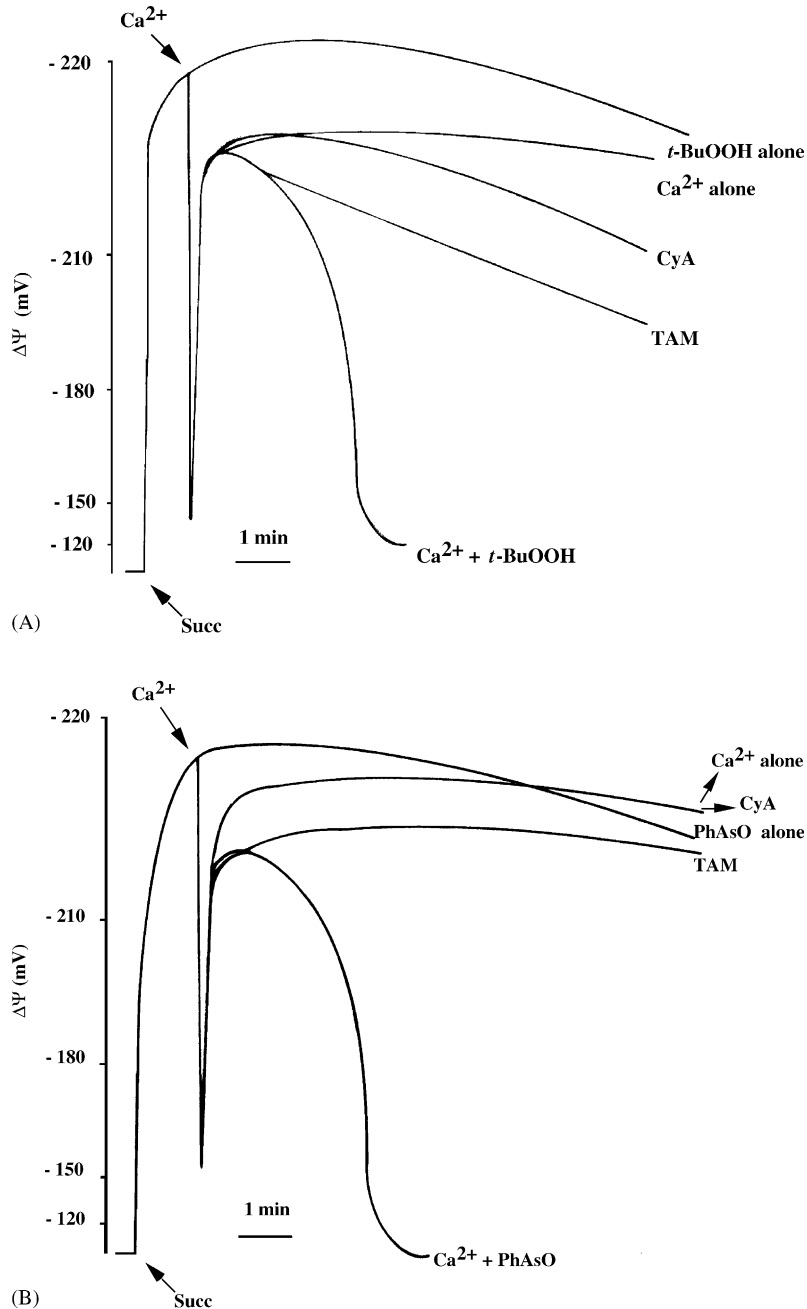 Ca2+
- 220
t-BuOOH alone
Ca2+ alone
- 210
CyA
ΔΨ (mV)
TAM
- 180
- 150
1 min
- 120
Ca2+ + t-BuOOH
(A)
Succ
Ca2+
- 220
Ca2+ alone
CyA
PhAsO alone
TAM
- 210
ΔΨ (mV)
- 180
- 150
1 min
- 120
Ca2+ + PhAsO
(B)
Succ